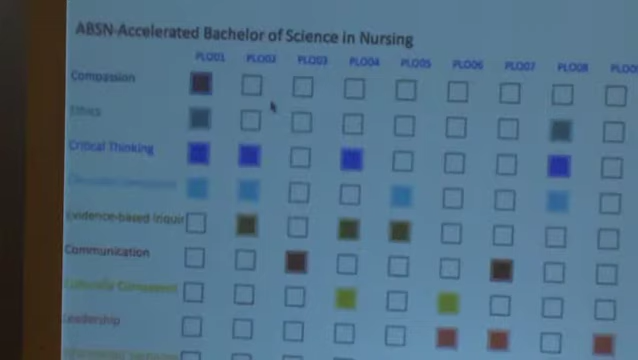 ABSN-Accelerated Bachelor of Science in Nursing
PLO01 PLO02 PLO03 PLO04 PLO05 PLO06 PLO07 PLO08
Compassion
Ethics
Critical Thinking
Evidence-based Inquir
Communication
Culturally Competent
Leadership